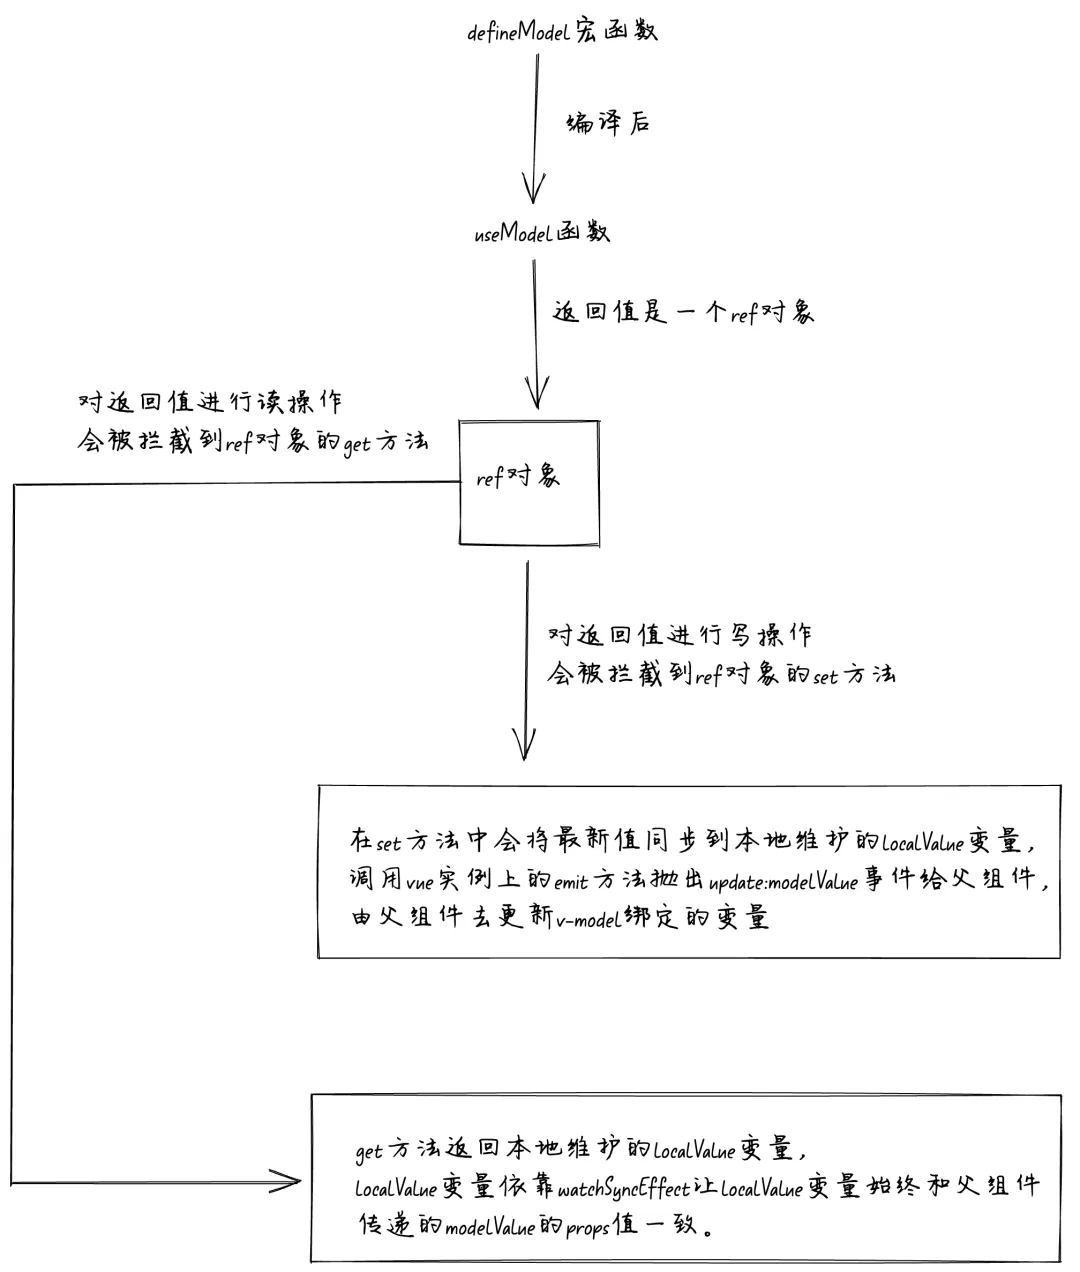 defineModel宏函数
编译后
useModel函数
返回值是一个ref对象
对返回值进行读操作
会被拦截到ref对象的get方法
ref对象
对返回值进行写操作
会被拦截到ref对象的set方法
在set方法中会将最新值同步到本地维护的localValue变量,
调用vue实例上的emit方法抛出update:modelValue事件给父组件,
由父组件去更新v-model绑定的变量
get方法返回本地维护的localValue变量,
localValue变量依靠watchSyncEffect让localValue变量始终和父组件
传递的modelValue的props值一致。